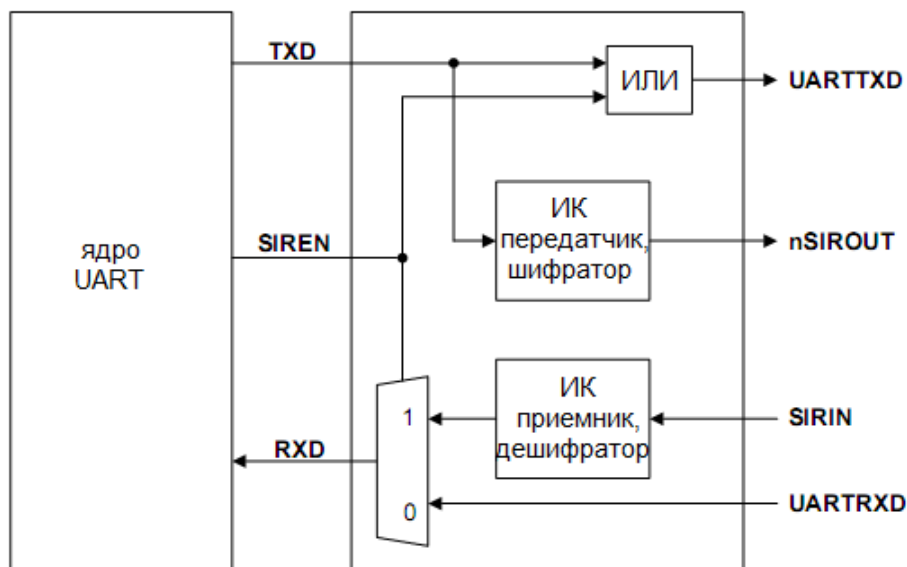 TXD
ИЛИ
UARTTXD
ИК
передатчик,
шифратор
nSIROUT
SIREN
ядро
UART
ИК
приемник,
дешифратор
1
SIRIN
RXD
0
UARTRXD